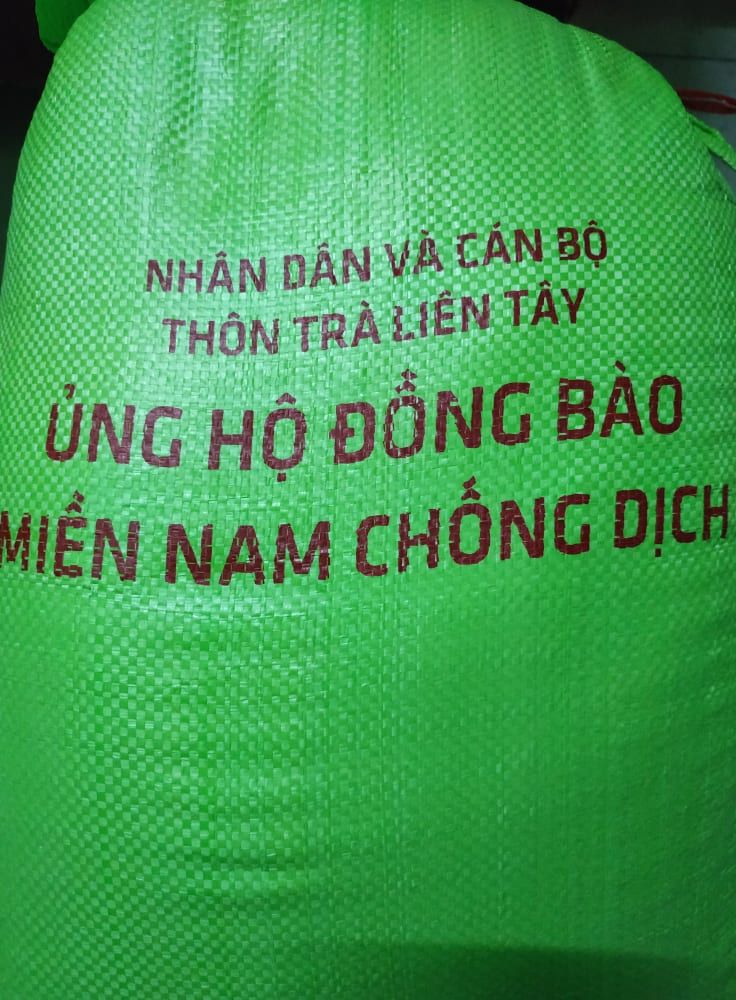 NHÂN DÂN VÀ CÁN BỘ
THÔN TRÀ LIÊN TÂY
ỦNG HỘ ĐỒNG BÀO
MIỀN NAM CHỐNG DỊCH